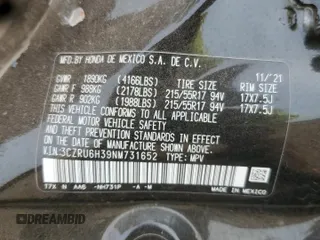 MFD. BY HONDA DE MEXICO S.A. DE C.V.
11/'21
GVWR 1890KG (4166LBS) TIRE SIZE RIM SIZE
GAWR F 988KG (2178LBS) 215/55R17 94V 17X7.5J
GAWR R 902KG (1988LBS) 215/55R17 94V 17X7.5J
THIS VEHICLE CONFORMS TO ALL APPLICABLE
FEDERAL MOTOR VEHICLE SAFETY AND THEFT
PREVENTION STANDARDS IN EFFECT ON THE
DATE OF MANUFACTURE SHOWN ABOVE.
V.I.N: 3CZRU6H39NM731652 TYPE: MPV
T7X N AA6 -NH731P -A -M MADE IN MEXICO
DREAMBID